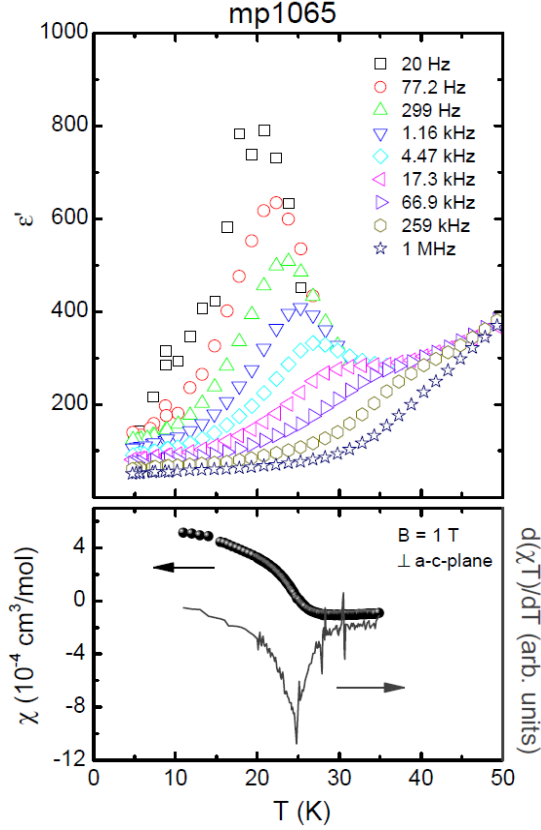 mp1065
1000
800
600
400
200
ε'
20 Hz
77.2 Hz
299 Hz
1.16 kHz
4.47 kHz
17.3 kHz
66.9 kHz
259 kHz
1 MHz
4
0
-4
-8
-12
χ (10⁻⁴ cm³/mol)
B = 1 T
⊥ a-c-plane
d(χT)/dT (arb. units)
0 10 20 30 40 50
T (K)